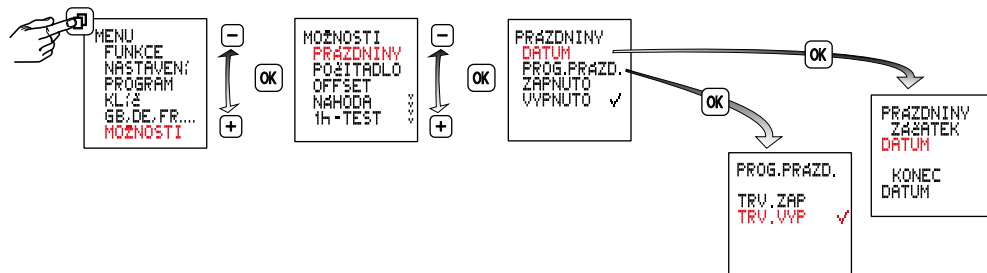 MENU
FUNKCE
NASTAVENÍ
PROGRAM
KLÍČ
GB,DE,FR....
MOŽNOSTI
−
+
OK
MOŽNOSTI
PRÁZDNINY
POČITADLO
OFFSET
NÁHODA
1h-TEST
−
+
OK
PRÁZDNINY
DATUM
PROG.PRÁZD.
ZAPNUTO
VYPNUTO ✓
OK
OK
PROG.PRÁZD.
TRV.ZAP
TRV.VYP ✓
PRÁZDNINY
ZAČÁTEK
DATUM
KONEC
DATUM